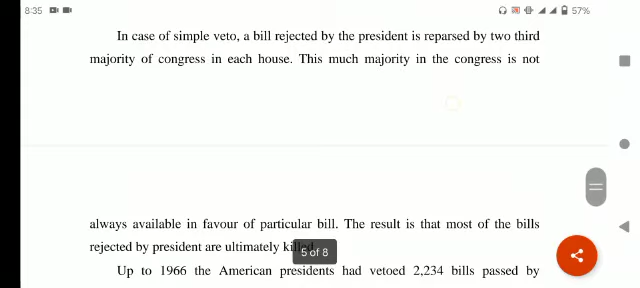 8:35
57%
In case of simple veto, a bill rejected by the president is reparsed by two third
majority of congress in each house. This much majority in the congress is not
always available in favour of particular bill. The result is that most of the bills
rejected by president are ultimately killed.
5 of 8
Up to 1966 the American presidents had vetoed 2,234 bills passed by